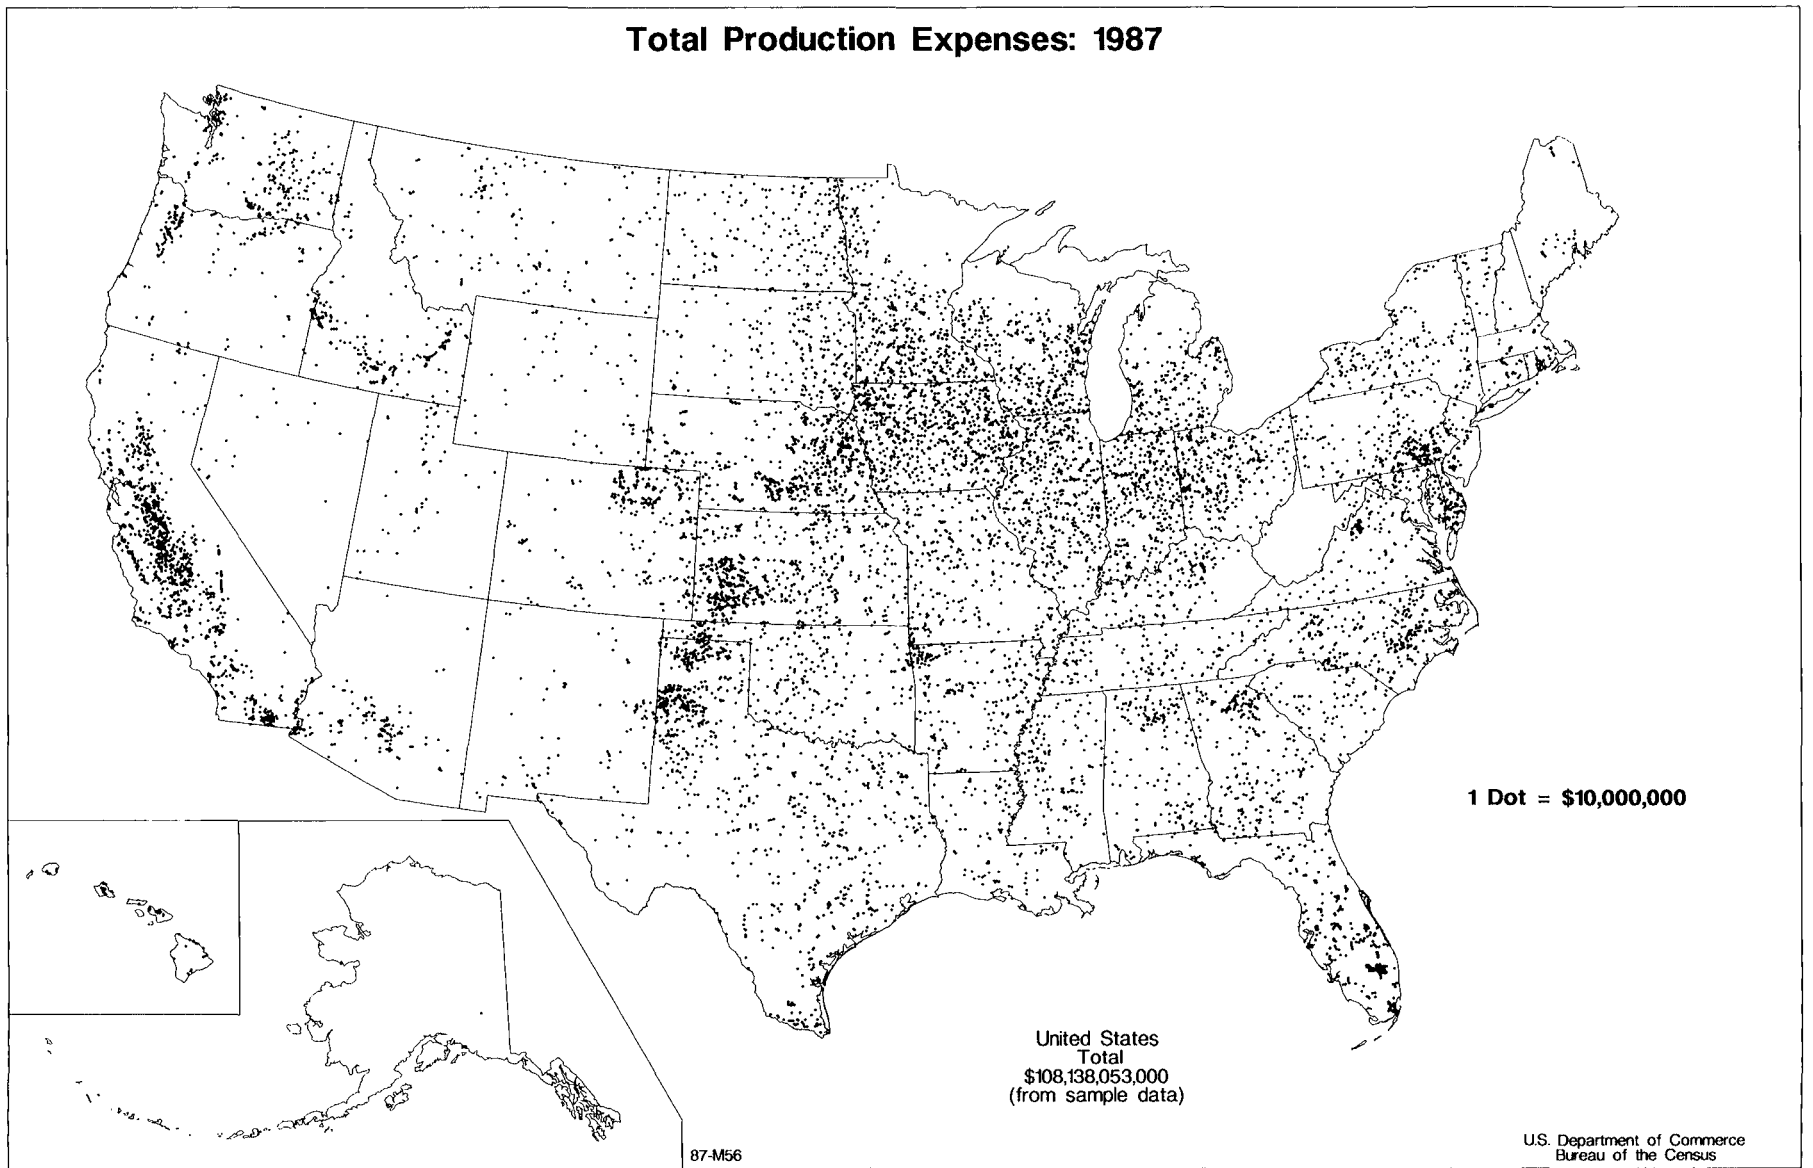 Total Production Expenses: 1987
1 Dot = $10,000,000
United States
Total
$108,138,053,000
(from sample data)
87-M56
U.S. Department of Commerce
Bureau of the Census